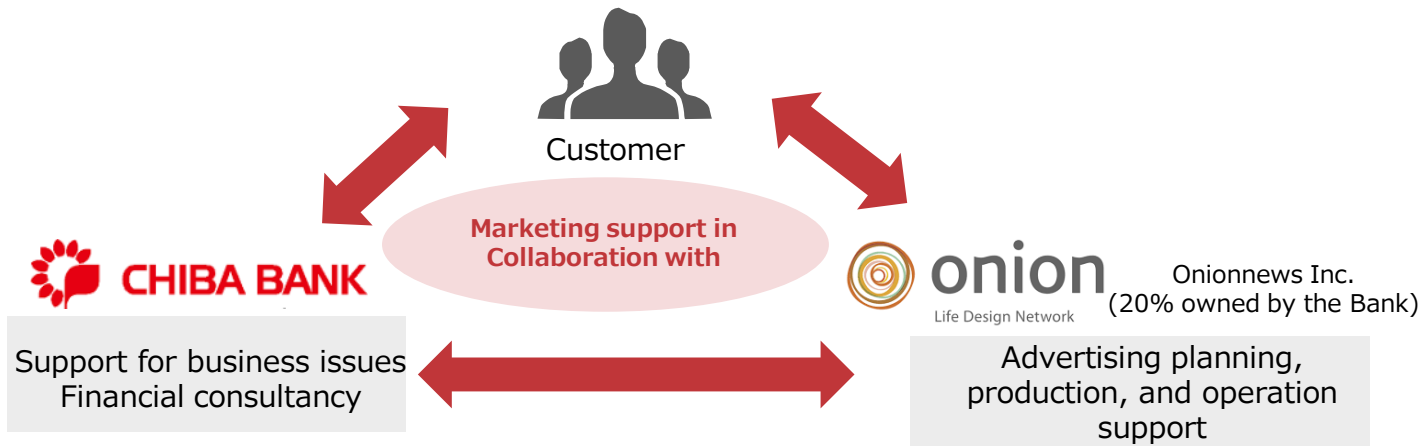 Customer
Marketing support in
Collaboration with
CHIBA BANK
onion
Life Design Network
Onionnews Inc.
(20% owned by the Bank)
Support for business issues
Financial consultancy
Advertising planning,
production, and operation
support